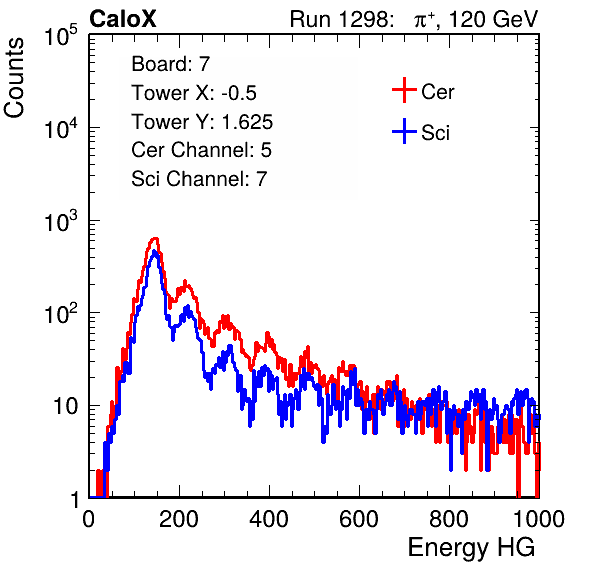 CaloX Run 1298: π⁺, 120 GeV
Counts
Board: 7
Tower X: -0.5
Tower Y: 1.625
Cer Channel: 5
Sci Channel: 7
Cer
Sci
10⁵
10⁴
10³
10²
10
1
0 200 400 600 800 1000
Energy HG